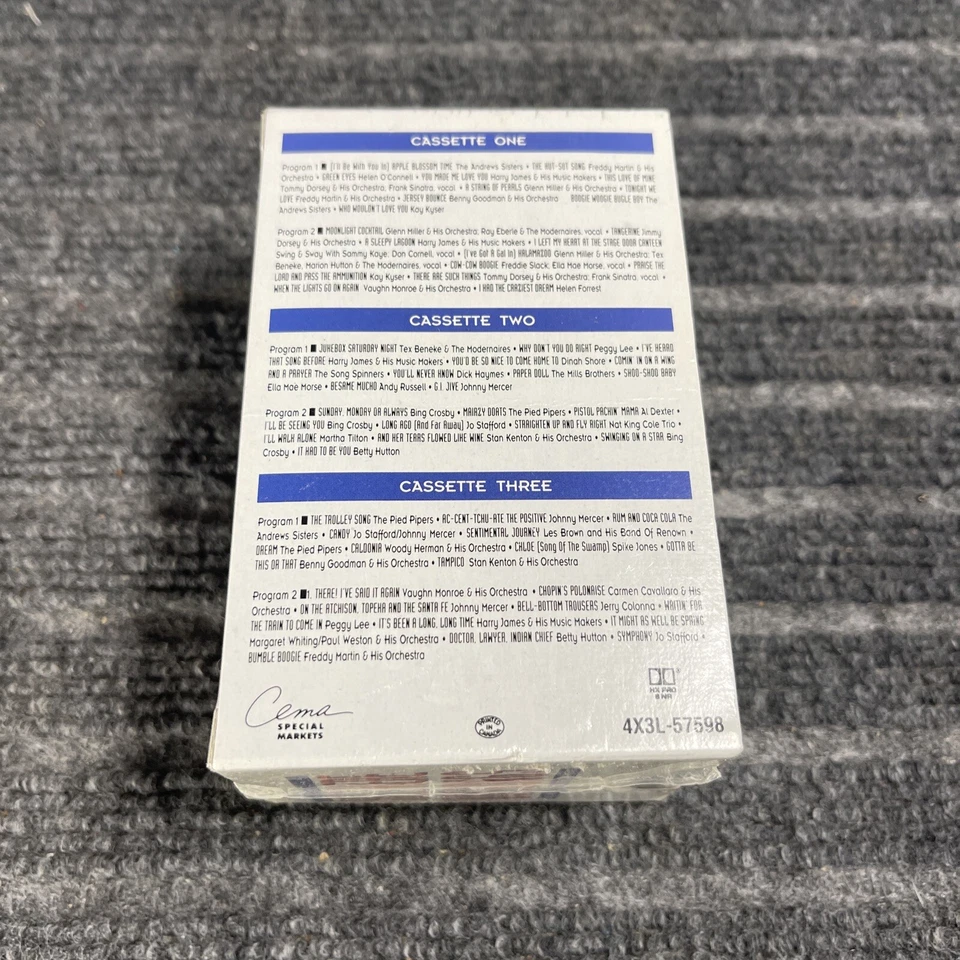 CASSETTE ONE
Program 1 ■ (I'll Be With You In) APPLE BLOSSOM TIME The Andrews Sisters • THE HUT-SUT SONG Freddy Martin & His
Orchestra • GREEN EYES Helen O'Connell • YOU MADE ME LOVE YOU Harry James & His Music Makers • THIS LOVE OF MINE
Tommy Dorsey & His Orchestra, Frank Sinatra, vocal • A STRING OF PEARLS Glenn Miller & His Orchestra • TONIGHT WE
LOVE Freddy Martin & His Orchestra • JERSEY BOUNCE Benny Goodman & His Orchestra BOOGIE WOOGIE BUGLE BOY The
Andrews Sisters • WHO WOULDN'T LOVE YOU Kay Kyser
Program 2 ■ MOONLIGHT COCKTAIL Glenn Miller & His Orchestra; Ray Eberle & The Modernaires, vocal • TANGERINE Jimmy
Dorsey & His Orchestra • A SLEEPY LAGOON Harry James & His Music Makers • I LEFT MY HEART AT THE STAGE DOOR CANTEEN
Swing & Sway With Sammy Kaye; Don Cornell, vocal • (I've Got A Gal In) KALAMAZOO Glenn Miller & His Orchestra; Tex
Beneke, Marion Hutton & The Modernaires, vocal • COW-COW BOOGIE Freddie Slack; Ella Mae Morse, vocal • PRAISE THE
LORD AND PASS THE AMMUNITION Kay Kyser • THERE ARE SUCH THINGS Tommy Dorsey & His Orchestra; Frank Sinatra, vocal •
WHEN THE LIGHTS GO ON AGAIN Vaughn Monroe & His Orchestra • I HAD THE CRAZIEST DREAM Helen Forrest
CASSETTE TWO
Program 1 ■ JUKEBOX SATURDAY NIGHT Tex Beneke & The Modernaires • WHY DON'T YOU DO RIGHT Peggy Lee • I'VE HEARD
THAT SONG BEFORE Harry James & His Music Makers • YOU'D BE SO NICE TO COME HOME TO Dinah Shore • COMIN' IN ON A WING
AND A PRAYER The Song Spinners • YOU'LL NEVER KNOW Dick Haymes • PAPER DOLL The Mills Brothers • SHOO-SHOO BABY
Ella Mae Morse • BESAME MUCHO Andy Russell • G.I. JIVE Johnny Mercer
Program 2 ■ SUNDAY, MONDAY OR ALWAYS Bing Crosby • MAIRZY DOATS The Pied Pipers • PISTOL PACKIN' MAMA Al Dexter •
I'LL BE SEEING YOU Bing Crosby • LONG AGO (And Far Away) Jo Stafford • STRAIGHTEN UP AND FLY RIGHT Nat King Cole Trio •
I'LL WALK ALONE Martha Tilton • AND HER TEARS FLOWED LIKE WINE Stan Kenton & His Orchestra • SWINGING ON A STAR Bing
Crosby • IT HAD TO BE YOU Betty Hutton
CASSETTE THREE
Program 1 ■ THE TROLLEY SONG The Pied Pipers • AC-CENT-TCHU-ATE THE POSITIVE Johnny Mercer • RUM AND COCA COLA The
Andrews Sisters • CANDY Jo Stafford/Johnny Mercer • SENTIMENTAL JOURNEY Les Brown and His Band Of Renown •
DREAM The Pied Pipers • CALDONIA Woody Herman & His Orchestra • CHLOE (Song Of The Swamp) Spike Jones • GOTTA BE
THIS OR THAT Benny Goodman & His Orchestra • TAMPICO Stan Kenton & His Orchestra
Program 2 ■1. THERE! I'VE SAID IT AGAIN Vaughn Monroe & His Orchestra • CHOPIN'S POLONAISE Carmen Cavallaro & His
Orchestra • ON THE ATCHISON, TOPEKA AND THE SANTA FE Johnny Mercer • BELL-BOTTOM TROUSERS Jerry Colonna • WAITIN' FOR
THE TRAIN TO COME IN Peggy Lee • IT'S BEEN A LONG, LONG TIME Harry James & His Music Makers • IT MIGHT AS WELL BE SPRING
Margaret Whiting/Paul Weston & His Orchestra • DOCTOR, LAWYER, INDIAN CHIEF Betty Hutton • SYMPHONY Jo Stafford •
BUMBLE BOOGIE Freddy Martin & His Orchestra
Cema
SPECIAL
MARKETS
PRINTED
IN
CANADA
HX PRO
B NR
4X3L-57598